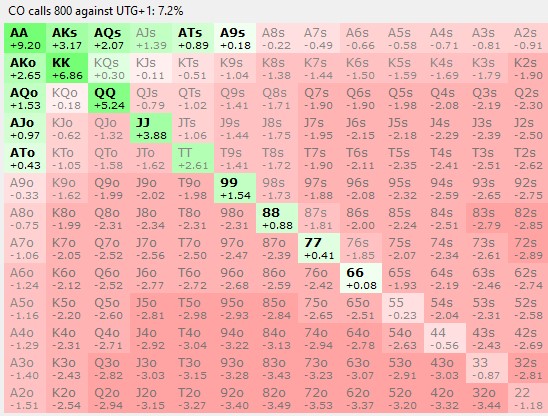 CO calls 800 against UTG+1: 7.2%
AA AKs AQs AJs ATs A9s A8s A7s A6s A5s A4s A3s A2s
+9.20 +3.17 +2.07 +1.39 +0.89 +0.18 -0.22 -0.49 -0.66 -0.58 -0.71 -0.81 -0.91
AKo KK KQs KJs KTs K9s K8s K7s K6s K5s K4s K3s K2s
+2.65 +6.86 +0.30 -0.11 -0.51 -1.04 -1.38 -1.44 -1.50 -1.59 -1.69 -1.79 -1.90
AQo KQo QQ QJs QTs Q9s Q8s Q7s Q6s Q5s Q4s Q3s Q2s
+1.53 -0.18 +5.24 -0.79 -1.02 -1.41 -1.71 -1.90 -1.90 -1.98 -2.08 -2.19 -2.30
AJo KJo QJo JJ JTs J9s J8s J7s J6s J5s J4s J3s J2s
+0.97 -0.62 -1.32 +3.88 -1.06 -1.44 -1.75 -1.95 -2.15 -2.18 -2.29 -2.39 -2.50
ATo KTo QTo JTo TT T9s T8s T7s T6s T5s T4s T3s T2s
+0.43 -1.05 -1.58 -1.62 +2.61 -1.41 -1.72 -1.90 -2.11 -2.35 -2.41 -2.51 -2.62
A9o K9o Q9o J9o T9o 99 98s 97s 96s 95s 94s 93s 92s
-0.33 -1.62 -1.99 -2.02 -1.98 +1.54 -1.73 -1.88 -2.08 -2.32 -2.59 -2.65 -2.75
A8o K8o Q8o J8o T8o 98o 88 87s 86s 85s 84s 83s 82s
-0.75 -1.99 -2.31 -2.34 -2.31 -2.31 +0.88 -1.81 -2.00 -2.24 -2.51 -2.79 -2.85
A7o K7o Q7o J7o T7o 97o 87o 77 76s 75s 74s 73s 72s
-1.06 -2.05 -2.52 -2.56 -2.50 -2.47 -2.39 +0.41 -1.85 -2.07 -2.34 -2.61 -2.89
A6o K6o Q6o J6o T6o 96o 86o 76o 66 65s 64s 63s 62s
-1.24 -2.12 -2.52 -2.77 -2.72 -2.68 -2.59 -2.42 +0.08 -1.93 -2.19 -2.46 -2.74
A5o K5o Q5o J5o T5o 95o 85o 75o 65o 55 54s 53s 52s
-1.16 -2.20 -2.60 -2.81 -2.98 -2.93 -2.84 -2.65 -2.51 -0.23 -2.04 -2.31 -2.58
A4o K4o Q4o J4o T4o 94o 84o 74o 64o 54o 44 43s 42s
-1.29 -2.31 -2.71 -2.92 -3.04 -3.22 -3.13 -2.94 -2.78 -2.63 -0.56 -2.43 -2.69
A3o K3o Q3o J3o T3o 93o 83o 73o 63o 53o 43o 33 32s
-1.40 -2.43 -2.82 -3.03 -3.15 -3.28 -3.43 -3.23 -3.07 -2.91 -3.03 -0.87 -2.81
A2o K2o Q2o J2o T2o 92o 82o 72o 62o 52o 42o 32o 22
-1.51 -2.54 -2.94 -3.15 -3.27 -3.40 -3.49 -3.53 -3.37 -3.20 -3.32 -3.44 -1.18